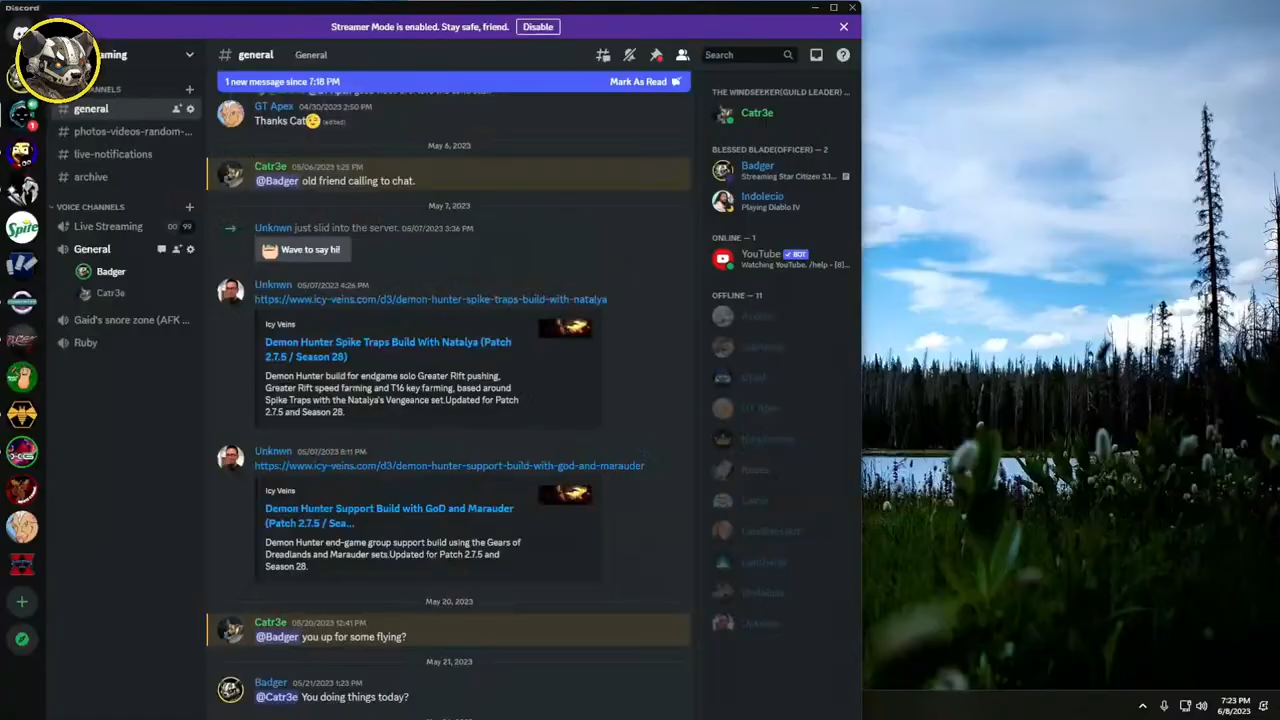 Discord
Streamer Mode is enabled. Stay safe, friend. Disable
general General
Search
1 new message since 7:18 PM Mark As Read
general
photos-videos-random-...
live-notifications
archive
VOICE CHANNELS
Live Streaming 00 99
General
Badger
Catr3e
Gaid's snore zone (AFK ...
Ruby
GT Apex 04/30/2023 2:50 PM
Thanks Cat (edited)
May 6, 2023
Catr3e 05/06/2023 1:25 PM
@Badger old friend calling to chat.
May 7, 2023
Unknwn just slid into the server. 05/07/2023 3:36 PM
Wave to say hi!
Unknwn 05/07/2023 4:26 PM
https://www.icy-veins.com/d3/demon-hunter-spike-traps-build-with-natalya
Icy Veins
Demon Hunter Spike Traps Build With Natalya (Patch
2.7.5 / Season 28)
Demon Hunter build for endgame solo Greater Rift pushing,
Greater Rift speed farming and T16 key farming, based around
Spike Traps with the Natalya's Vengeance set.Updated for Patch
2.7.5 and Season 28.
Unknwn 05/07/2023 8:11 PM
https://www.icy-veins.com/d3/demon-hunter-support-build-with-god-and-marauder
Icy Veins
Demon Hunter Support Build with GoD and Marauder
(Patch 2.7.5 / Sea...
Demon Hunter end-game group support build using the Gears of
Dreadlands and Marauder sets.Updated for Patch 2.7.5 and
Season 28.
May 20, 2023
Catr3e 05/20/2023 12:41 PM
@Badger you up for some flying?
May 21, 2023
Badger 05/21/2023 1:23 PM
@Catr3e You doing things today?
THE WINDSEEKER(GUILD LEADER) ...
Catr3e
BLESSED BLADE(OFFICER) — 2
Badger
Streaming Star Citizen 3.1...
Indolecio
Playing Diablo IV
ONLINE — 1
YouTube BOT
Watching YouTube. /help - [8]...
OFFLINE — 11
GT Apex
7:23 PM
6/8/2023